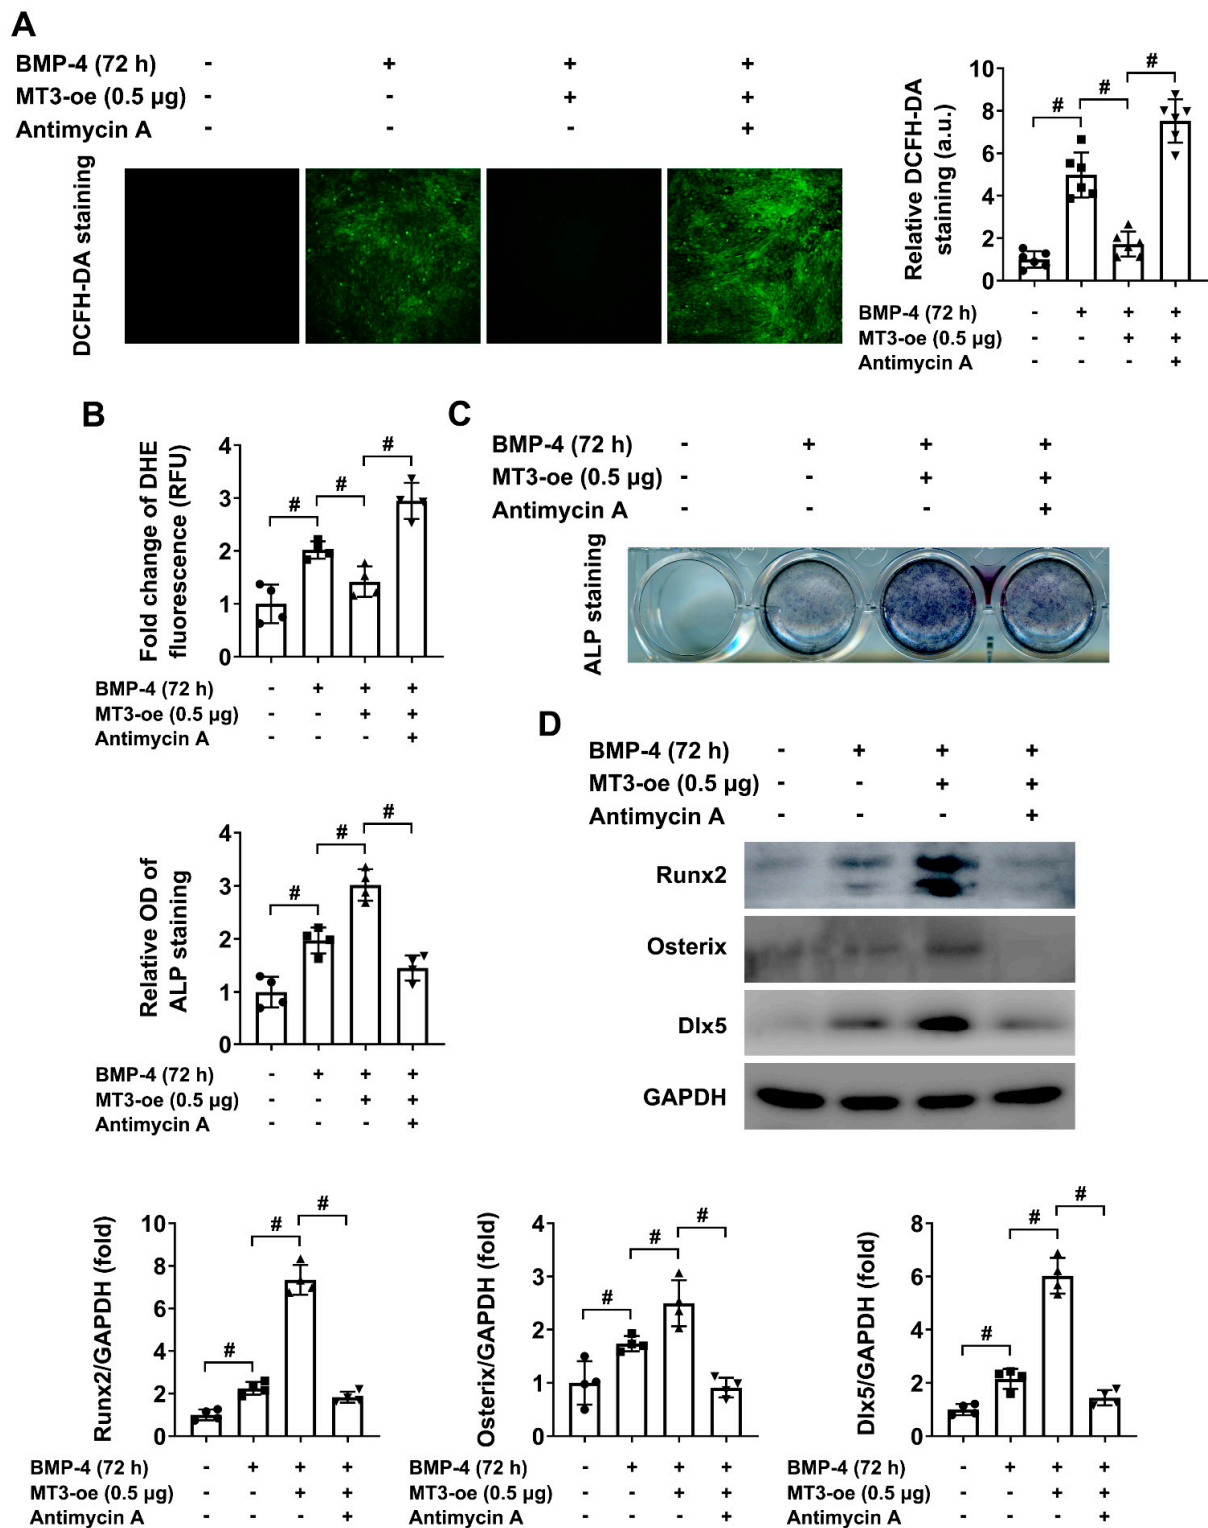 A
BMP-4 (72 h) - + + +
MT3-oe (0.5 µg) - - + +
Antimycin A - - - +
DCFH-DA staining
Relative DCFH-DA
staining (a.u.)
10
8
6
4
2
0
# # #
BMP-4 (72 h) - + + +
MT3-oe (0.5 µg) - - + +
Antimycin A - - - +
B
Fold change of DHE
fluorescence (RFU)
4
3
2
1
0
# # #
BMP-4 (72 h) - + + +
MT3-oe (0.5 µg) - - + +
Antimycin A - - - +
C
BMP-4 (72 h) - + + +
MT3-oe (0.5 µg) - - + +
Antimycin A - - - +
ALP staining
Relative OD of
ALP staining
4
3
2
1
0
# # #
BMP-4 (72 h) - + + +
MT3-oe (0.5 µg) - - + +
Antimycin A - - - +
D
BMP-4 (72 h) - + + +
MT3-oe (0.5 µg) - - + +
Antimycin A - - - +
Runx2
Osterix
Dlx5
GAPDH
Runx2/GAPDH (fold)
10
8
6
4
2
0
# # #
BMP-4 (72 h) - + + +
MT3-oe (0.5 µg) - - + +
Antimycin A - - - +
Osterix/GAPDH (fold)
4
3
2
1
0
# # #
BMP-4 (72 h) - + + +
MT3-oe (0.5 µg) - - + +
Antimycin A - - - +
Dlx5/GAPDH (fold)
8
6
4
2
0
# # #
BMP-4 (72 h) - + + +
MT3-oe (0.5 µg) - - + +
Antimycin A - - - +